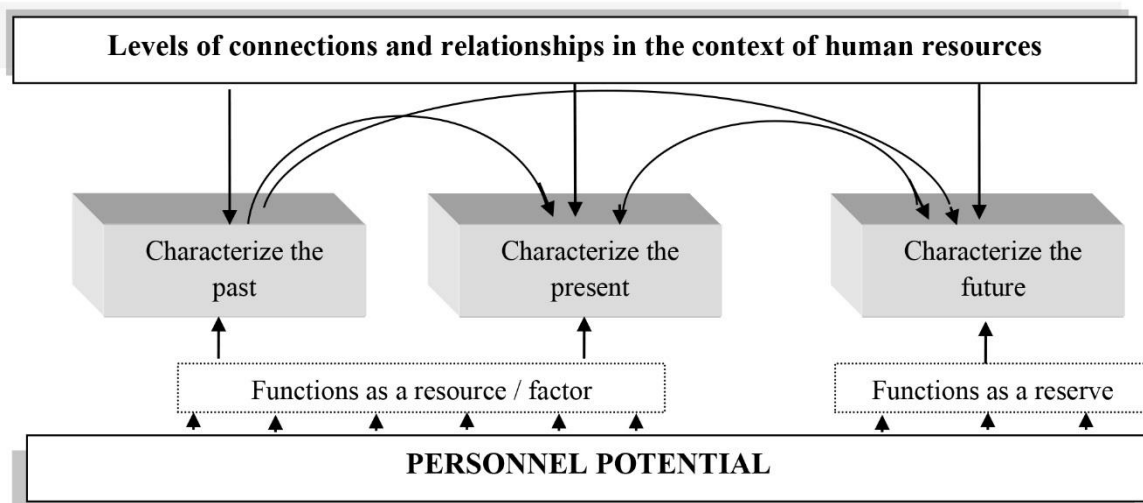 Levels of connections and relationships in the context of human resources
Characterize the
past
Characterize the
present
Characterize the
future
Functions as a resource / factor
Functions as a reserve
PERSONNEL POTENTIAL